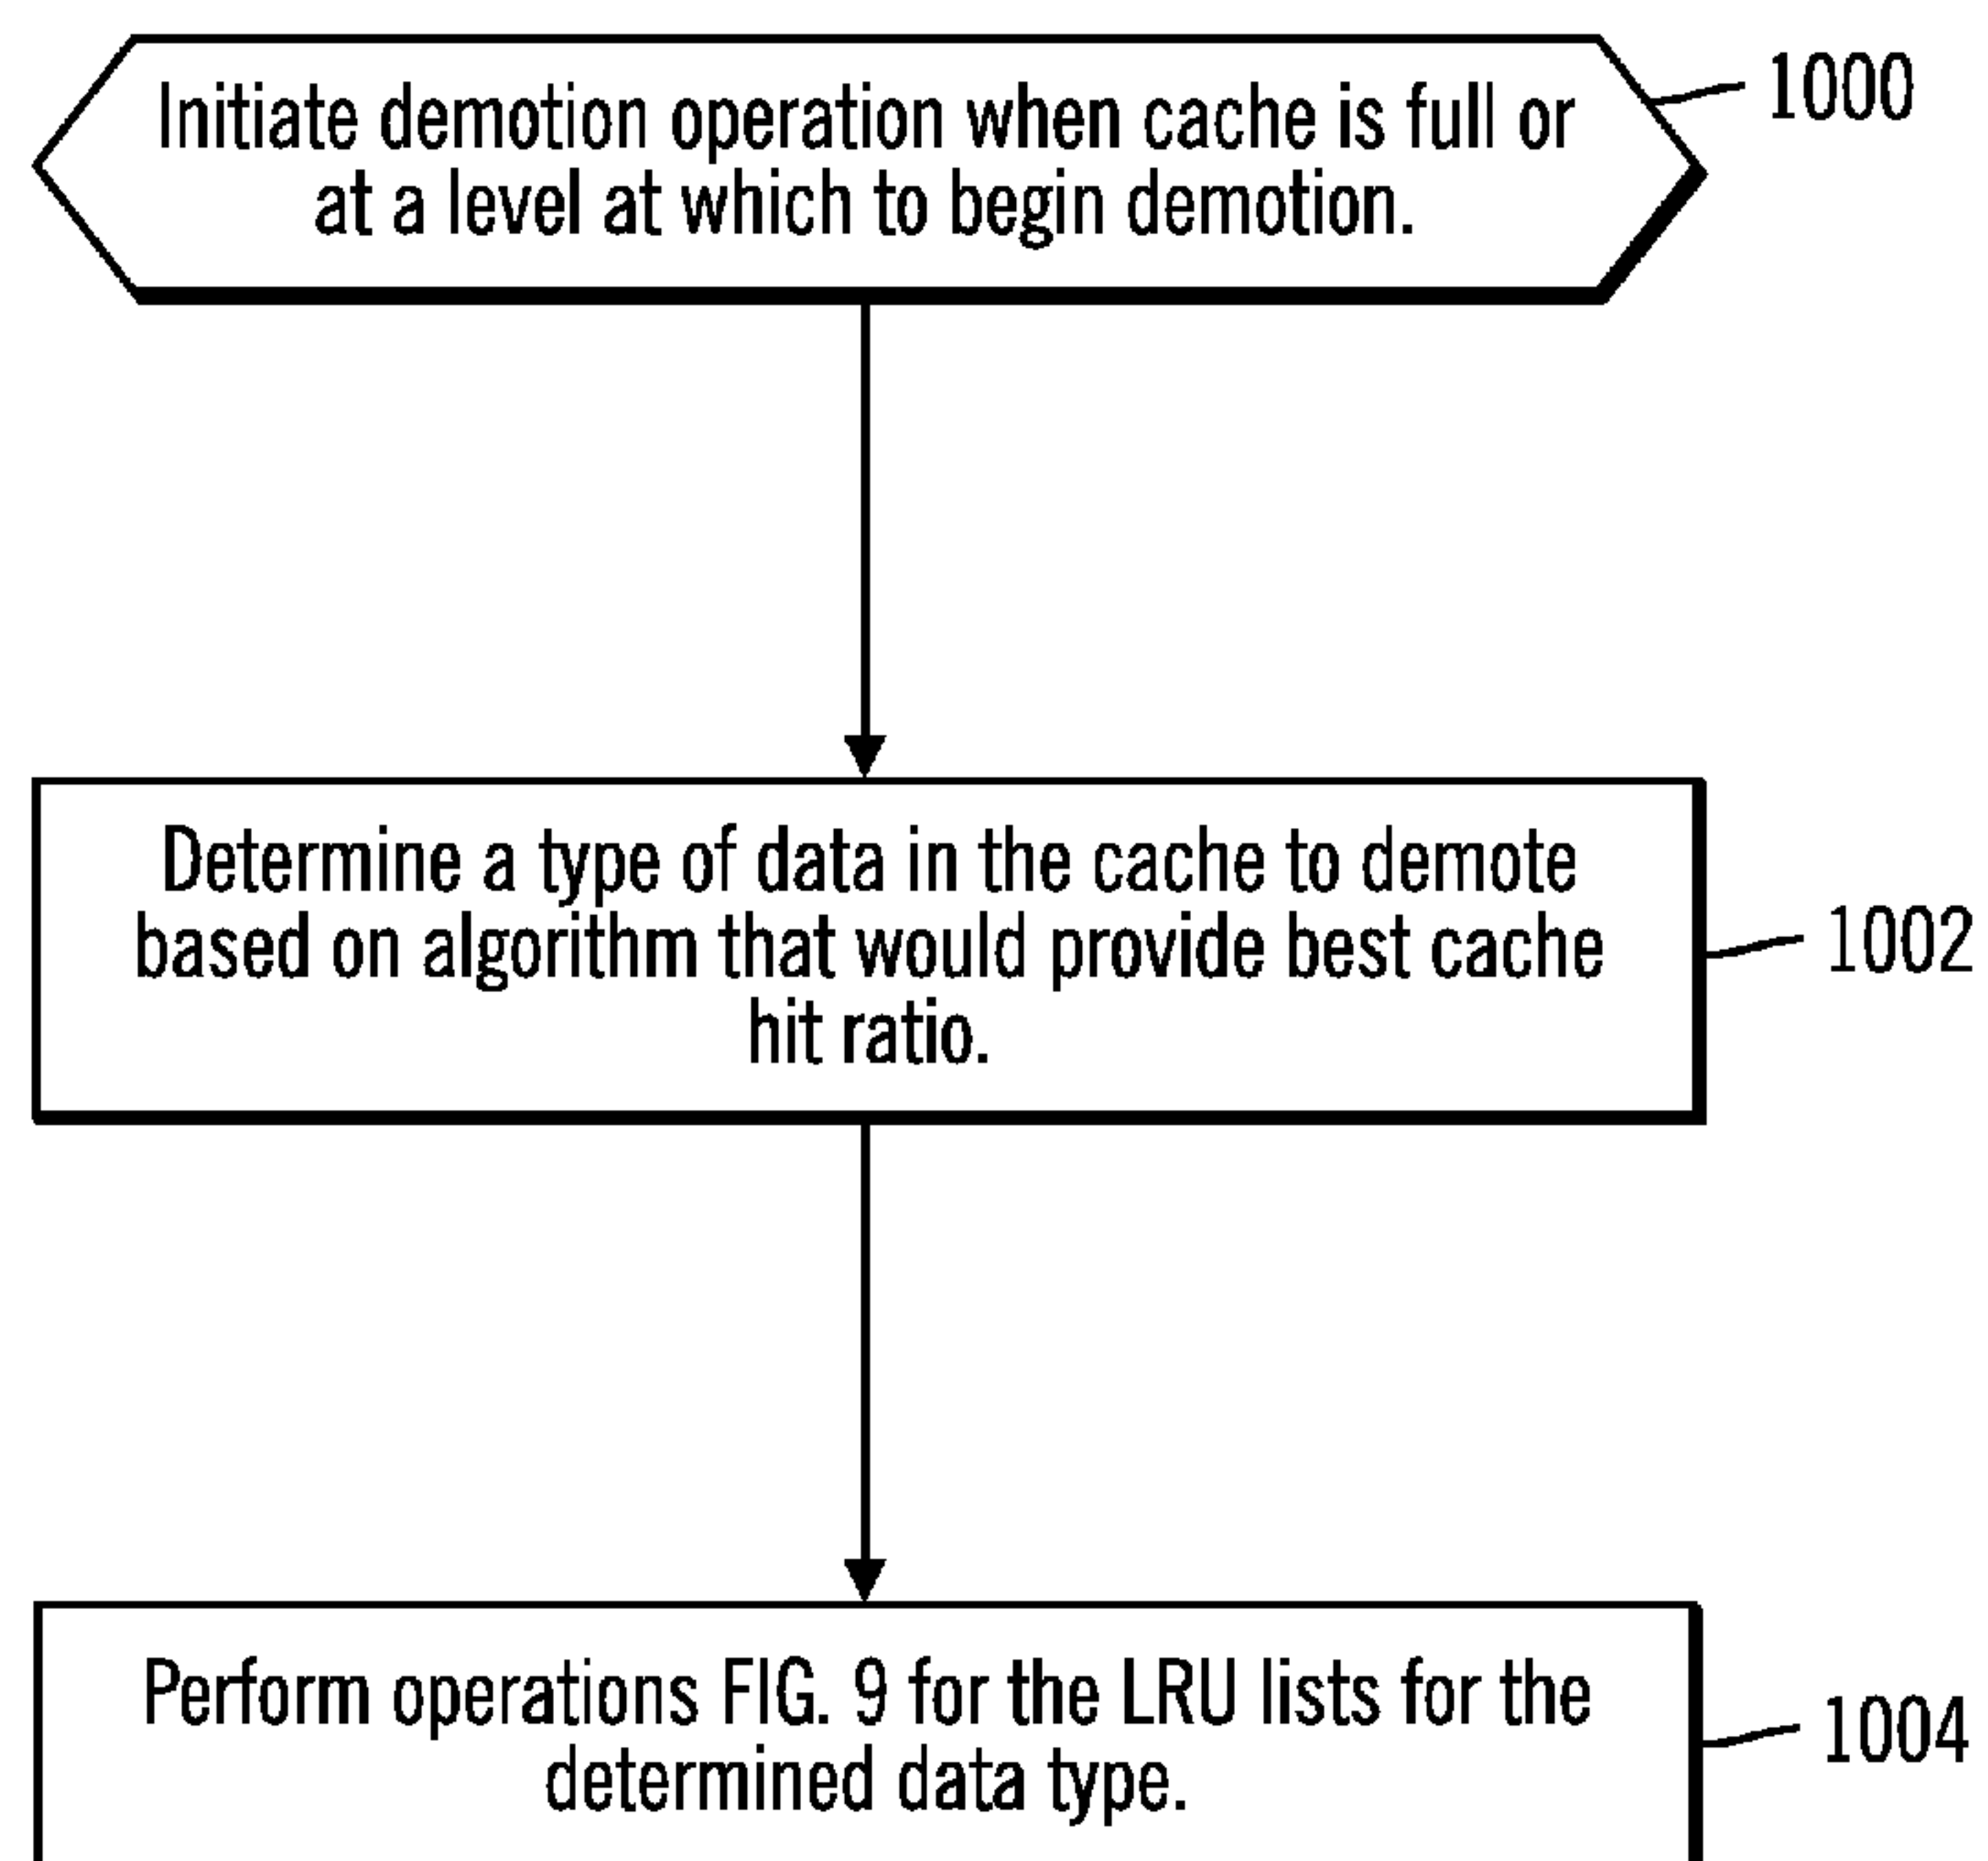 Initiate demotion operation when cache is full or
at a level at which to begin demotion.
1000
Determine a type of data in the cache to demote
based on algorithm that would provide best cache
hit ratio.
1002
Perform operations FIG. 9 for the LRU lists for the
determined data type.
1004